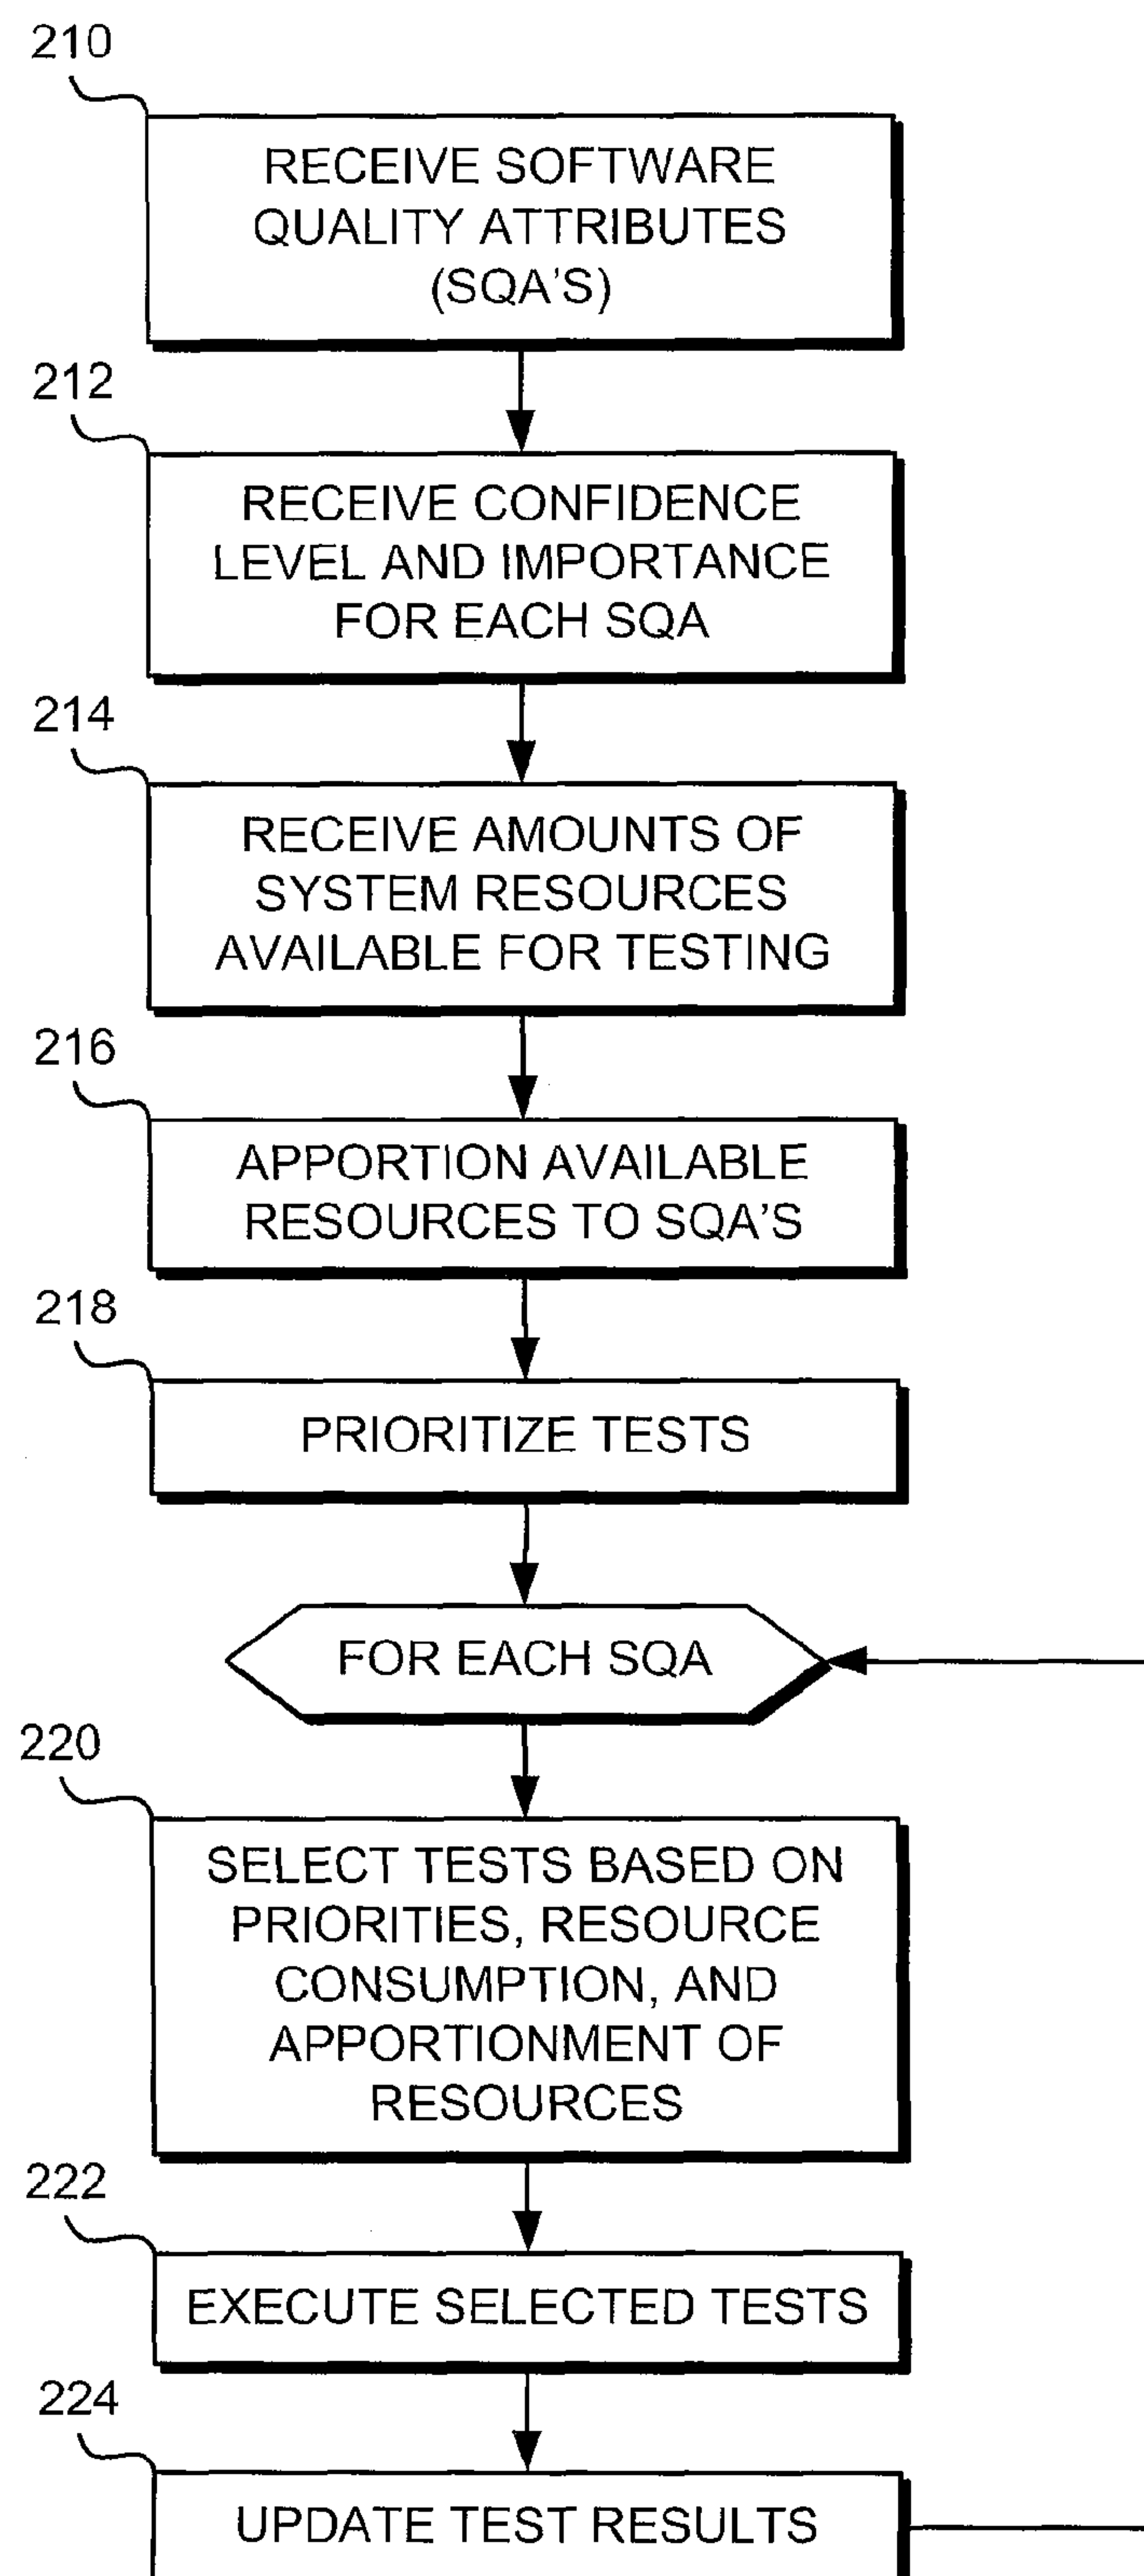 210
RECEIVE SOFTWARE
QUALITY ATTRIBUTES
(SQA'S)
212
RECEIVE CONFIDENCE
LEVEL AND IMPORTANCE
FOR EACH SQA
214
RECEIVE AMOUNTS OF
SYSTEM RESOURCES
AVAILABLE FOR TESTING
216
APPORTION AVAILABLE
RESOURCES TO SQA'S
218
PRIORITIZE TESTS
FOR EACH SQA
220
SELECT TESTS BASED ON
PRIORITIES, RESOURCE
CONSUMPTION, AND
APPORTIONMENT OF
RESOURCES
222
EXECUTE SELECTED TESTS
224
UPDATE TEST RESULTS